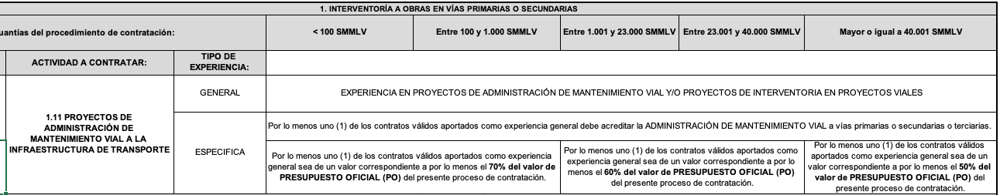 1. INTERVENTORÍA A OBRAS EN VÍAS PRIMARIAS O SECUNDARIAS
del procedimiento de contratación:
< 100 SMMLV
Entre 100 y 1.000 SMMLV
Entre 1.001 y 23.000 SMMLV
Entre 23.001 y 40.000 SMMLV
Mayor o igual a 40.001 SMMLV
ACTIVIDAD A CONTRATAR:
TIPO DE
EXPERIENCIA:
1.11 PROYECTOS DE
ADMINISTRACIÓN DE
MANTENIMIENTO VIAL A LA
INFRAESTRUCTURA DE TRANSPORTE
GENERAL
EXPERIENCIA EN PROYECTOS DE ADMINISTRACIÓN DE MANTENIMIENTO VIAL Y/O PROYECTOS DE INTERVENTORIA EN PROYECTOS VIALES
ESPECIFICA
Por lo menos uno (1) de los contratos válidos aportados como experiencia general debe acreditar la ADMINISTRACIÓN DE MANTENIMIENTO VIAL a vías primarias o secundarias o terciarias.
Por lo menos uno (1) de los contratos válidos aportados como experiencia
general sea de un valor correspondiente a por lo menos el 70% del valor de
PRESUPUESTO OFICIAL (PO) del presente proceso de contratación.
Por lo menos uno (1) de los contratos válidos aportados como
experiencia general sea de un valor correspondiente a por lo
menos el 60% del valor de PRESUPUESTO OFICIAL (PO)
del presente proceso de contratación.
Por lo menos uno (1) de los contratos válidos
aportados como experiencia general sea de un
valor correspondiente a por lo menos el 50% del
valor de PRESUPUESTO OFICIAL (PO) del
presente proceso de contratación.